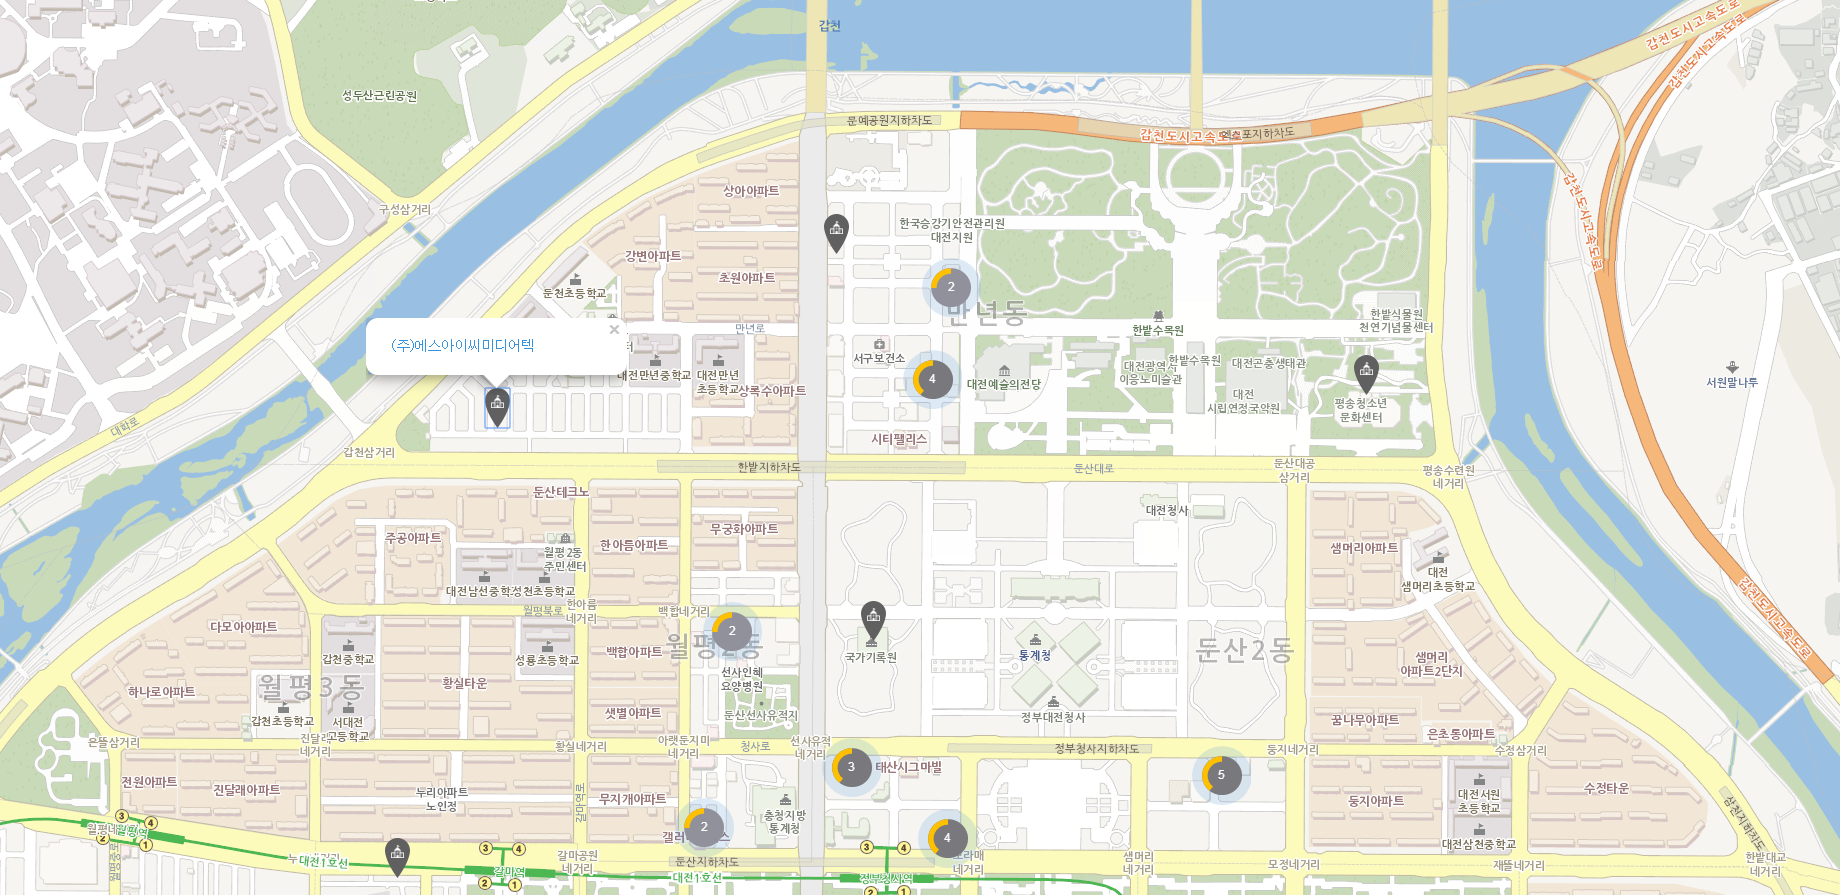 갑천
갑천도시고속도로
갑천도시고속도로
성두산근린공원
문예공원지하차도
갑천도시고속도로
엑스포지하차도
갑천도시고속도로
상아아파트
구성삼거리
한국승강기안전관리원
대전지원
강변아파트
초원아파트
둔천초등학교
2
만년동
한밭식물원
천연기념물센터
만년로
한밭수목원
(주)에스아이씨미디어텍
×
터
서구보건소
대전만년중학교
대전만년
초등학교
상록수아파트
4
대전예술의전당
대전광역시
이응노미술관
한밭수목원
대전곤충생태관
대전
시립연정국악원
평송청소년
문화센터
서원말나루
대학로
시티팰리스
갑천삼거리
한밭지하차도
둔산대로
둔산대공
삼거리
평송수련원
네거리
둔산테크노
주공아파트
한아름아파트
무궁화아파트
대전청사
샘머리아파트
월평2동
주민센터
대전남선중학
성천초등학교
대전
샘머리초등학교
월평북로
한아름
네거리
백합네거리
갑천도시고속도로
다모아아파트
2
월평2동
갑천중학교
성룡초등학교
백합아파트
국가기록원
통계청
둔산2동
샘머리
아파트2단지
하나로아파트
월평3동
황실타운
선사인혜
요양병원
갑천초등학교
서대전
고등학교
샛별아파트
둔산선사유적지
정부대전청사
꿈나무아파트
은초롱아파트
은뜰삼거리
진달래
네거리
황실네거리
아랫둔지미
네거리
청사로
선사유적
네거리
정부청사지하차도
둥지네거리
수정삼거리
전원아파트
진달래아파트
누리아파트
노인정
무지개아파트
갈마역로
3
태산시그마빌
5
둥지아파트
대전서원
초등학교
수정타운
삼천지하차도
충청지방
통계청
2
4
대전삼천중학교
3
4
월평역
2
1
대전1호선
3
4
갈마역
2
1
갈마공원
네거리
둔산지하차도
대전1호선
3
4
정부청사역
2
1
네거리
샘머리
네거리
모정네거리
재뜰네거리
한밭대교
네거리